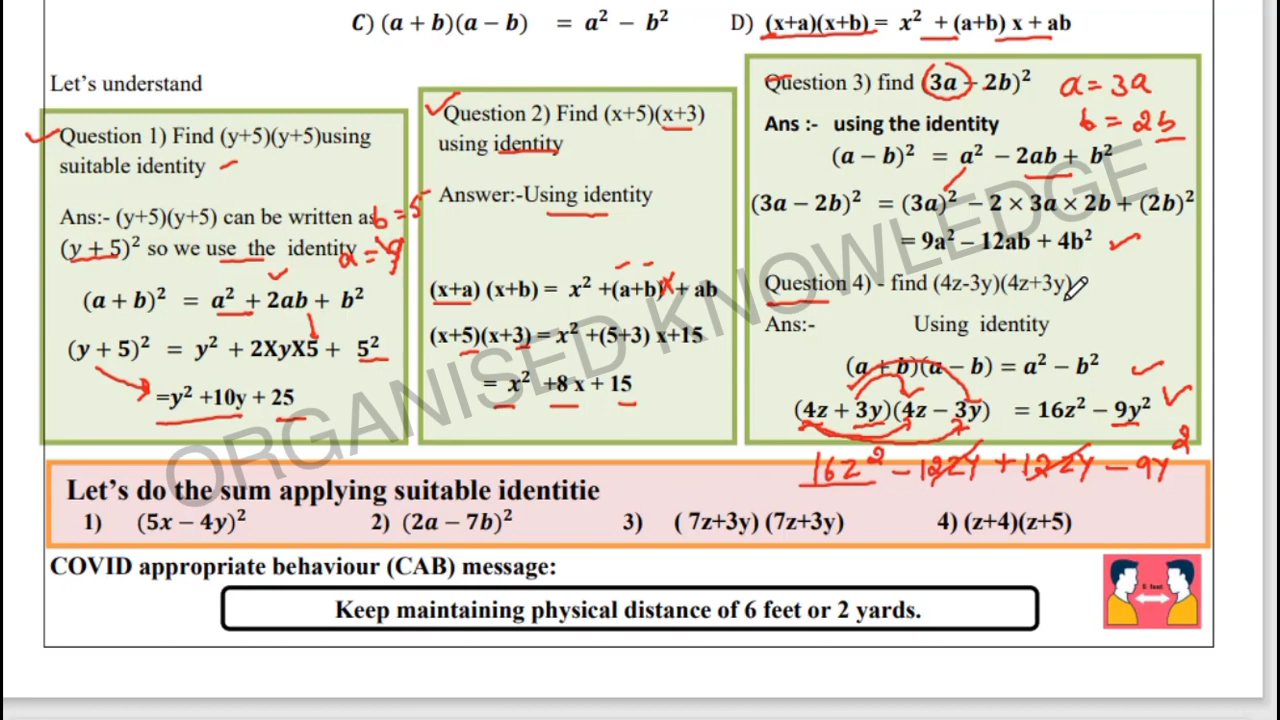 C) (a + b)(a − b) = a² − b²
D) (x+a)(x+b) = x² + (a+b) x + ab
Let's understand
Question 1) Find (y+5)(y+5)using
suitable identity
Ans:- (y+5)(y+5) can be written as
b = 5
(y + 5)² so we use the identity
a = y
(a + b)² = a² + 2ab + b²
(y + 5)² = y² + 2XyX5 + 5²
=y² +10y + 25
Question 2) Find (x+5)(x+3)
using identity
Answer:-Using identity
(x+a) (x+b) = x² +(a+b)x + ab
(x+5)(x+3) = x² +(5+3) x+15
= x² +8 x + 15
Question 3) find (3a − 2b)²
a = 3a
b = 2b
Ans :- using the identity
(a − b)² = a² − 2ab + b²
(3a − 2b)² = (3a)² − 2 × 3a × 2b + (2b)²
= 9a² − 12ab + 4b²
Question 4) - find (4z-3y)(4z+3y)
Ans:- Using identity
(a + b)(a − b) = a² − b²
(4z + 3y)(4z − 3y) = 16z² − 9y²
16z² − 12zy + 12zy − 9y²
ORGANISED KNOWLEDGE
Let's do the sum applying suitable identitie
1) (5x − 4y)² 2) (2a − 7b)² 3) ( 7z+3y) (7z+3y) 4) (z+4)(z+5)
COVID appropriate behaviour (CAB) message:
6 feet
Keep maintaining physical distance of 6 feet or 2 yards.